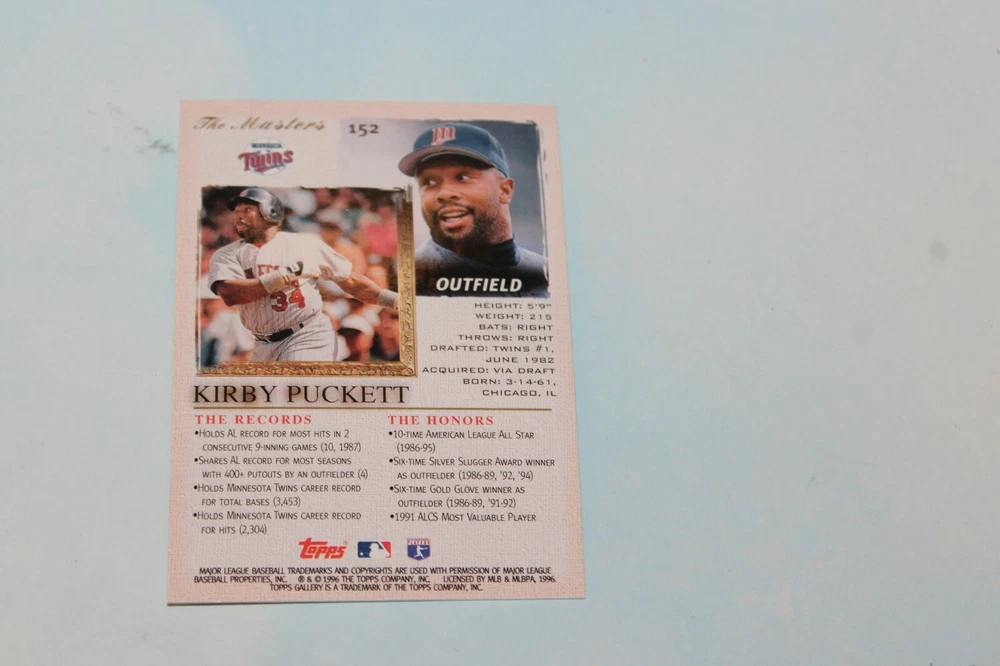 The Masters 152
Twins
34
OUTFIELD
HEIGHT: 5'9"
WEIGHT: 215
BATS: RIGHT
THROWS: RIGHT
DRAFTED: TWINS #1,
JUNE 1982
ACQUIRED: VIA DRAFT
BORN: 3-14-61,
CHICAGO, IL
KIRBY PUCKETT
THE RECORDS
•HOLDS AL RECORD FOR MOST HITS IN 2
CONSECUTIVE 9-INNING GAMES (10, 1987)
•SHARES AL RECORD FOR MOST SEASONS
WITH 400+ PUTOUTS BY AN OUTFIELDER (4)
•HOLDS MINNESOTA TWINS CAREER RECORD
FOR TOTAL BASES (3,453)
•HOLDS MINNESOTA TWINS CAREER RECORD
FOR HITS (2,304)
THE HONORS
•10-TIME AMERICAN LEAGUE ALL STAR
(1986-95)
•SIX-TIME SILVER SLUGGER AWARD WINNER
AS OUTFIELDER (1986-89, '92, '94)
•SIX-TIME GOLD GLOVE WINNER AS
OUTFIELDER (1986-89, '91-92)
•1991 ALCS MOST VALUABLE PLAYER
Topps
MAJOR LEAGUE BASEBALL TRADEMARKS AND COPYRIGHTS ARE USED WITH PERMISSION OF MAJOR LEAGUE
BASEBALL PROPERTIES, INC. ® & © 1996 THE TOPPS COMPANY, INC. LICENSED BY MLB & MLBPA, 1996.
TOPPS GALLERY IS A TRADEMARK OF THE TOPPS COMPANY, INC.